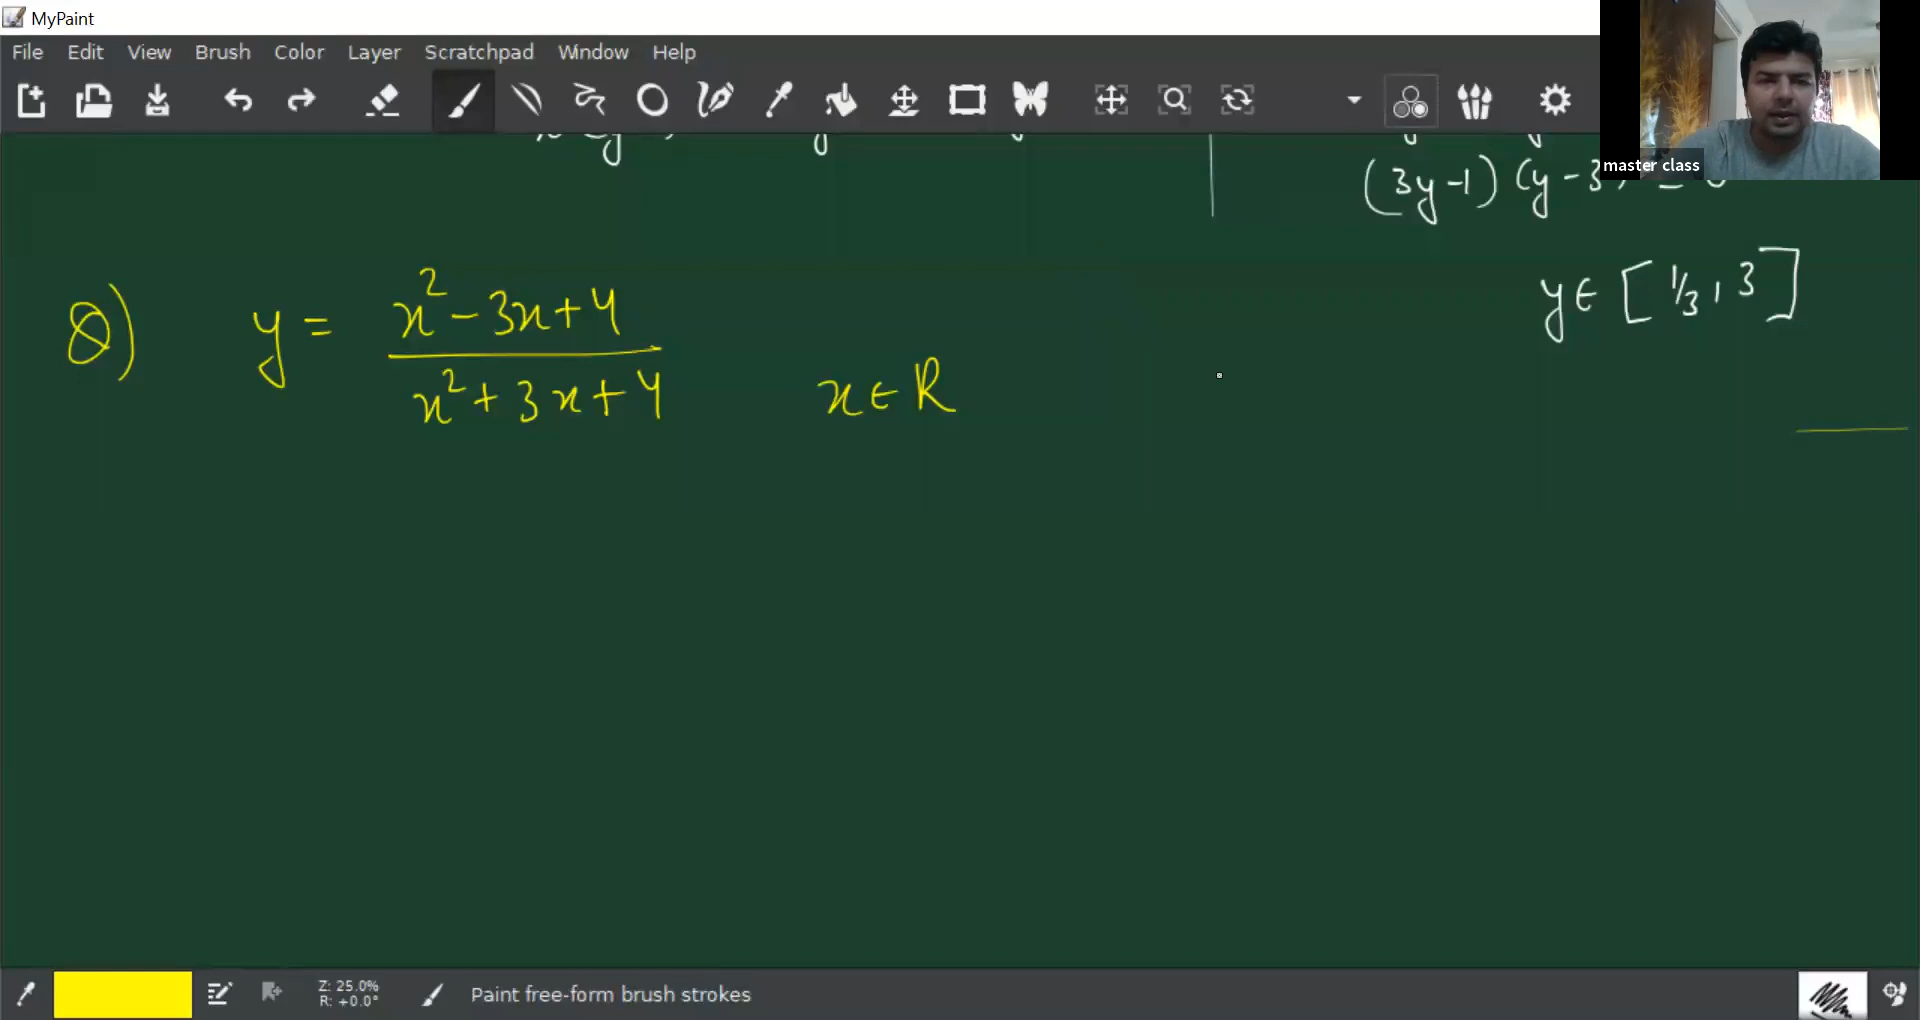 MyPaint
File Edit View Brush Color Layer Scratchpad Window Help
master class
(3y-1) (y-3)
y∈ [1/3, 3]
Q) y = x²-3x+4
x²+3x+4
x∈R
Z: 25.0%
R: +0.0°
Paint free-form brush strokes